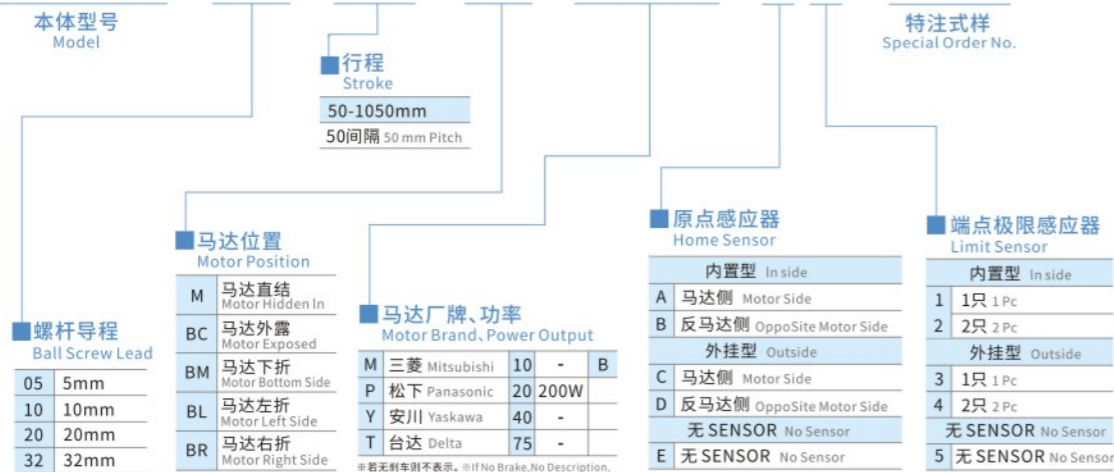 本体型号
Model
特注式样
Special Order No.
■行程
Stroke
50-1050mm
50间隔 50 mm Pitch
■马达位置
Motor Position
M 马达直结
Motor Hidden In
BC 马达外露
Motor Exposed
BM 马达下折
Motor Bottom Side
BL 马达左折
Motor Left Side
BR 马达右折
Motor Right Side
■螺杆导程
Ball Screw Lead
05 5mm
10 10mm
20 20mm
32 32mm
■马达厂牌、功率
Motor Brand、Power Output
M 三菱 Mitsubishi 10 - B
P 松下 Panasonic 20 200W
Y 安川 Yaskawa 40 -
T 台达 Delta 75 -
※若无刹车则不表示。※If No Brake,No Description.
■原点感应器
Home Sensor
内置型 In side
A 马达侧 Motor Side
B 反马达侧 OppoSite Motor Side
外挂型 Outside
C 马达侧 Motor Side
D 反马达侧 OppoSite Motor Side
无 SENSOR No Sensor
E 无 SENSOR No Sensor
■端点极限感应器
Limit Sensor
内置型 In side
1 1只 1 Pc
2 2只 2 Pc
外挂型 Outside
3 1只 1 Pc
4 2只 2 Pc
无 SENSOR No Sensor
5 无 SENSOR No Sensor